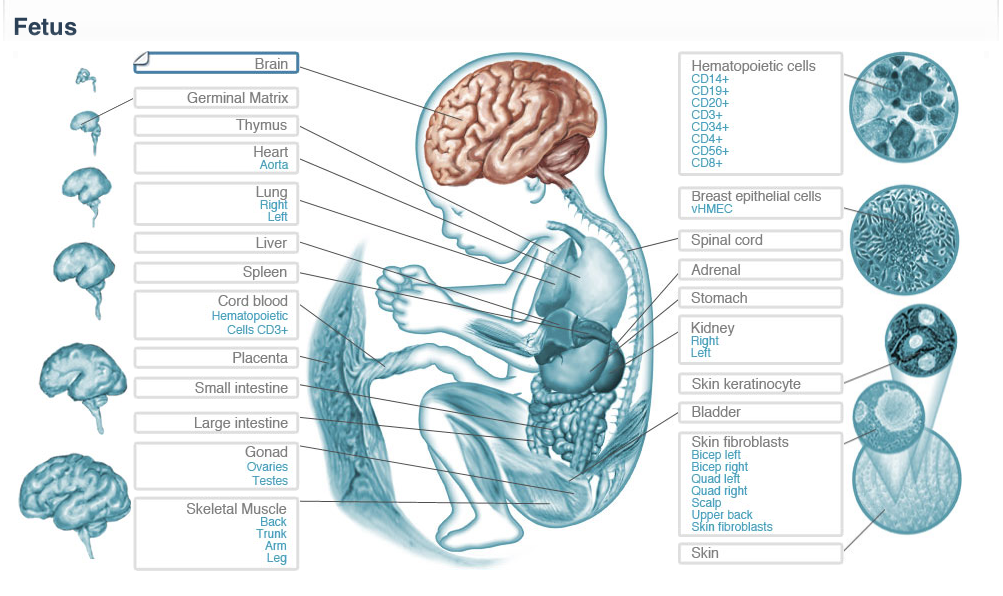 Fetus
Brain
Germinal Matrix
Thymus
Heart
Aorta
Lung
Right
Left
Liver
Spleen
Cord blood
Hematopoietic
Cells CD3+
Placenta
Small intestine
Large intestine
Gonad
Ovaries
Testes
Skeletal Muscle
Back
Trunk
Arm
Leg
Hematopoietic cells
CD14+
CD19+
CD20+
CD3+
CD34+
CD4+
CD56+
CD8+
Breast epithelial cells
vHMEC
Spinal cord
Adrenal
Stomach
Kidney
Right
Left
Skin keratinocyte
Bladder
Skin fibroblasts
Bicep left
Bicep right
Quad left
Quad right
Scalp
Upper back
Skin fibroblasts
Skin